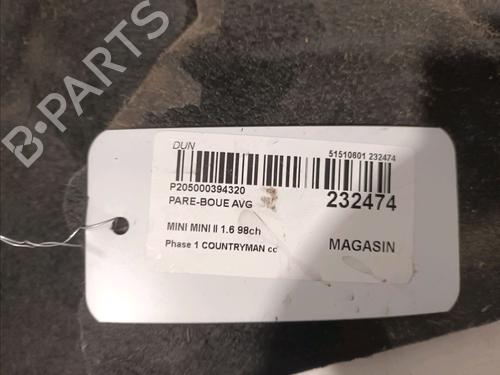 B-PARTS
DUN
51510601 232474
P205000394320
PARE-BOUE AVG
232474
MINI MINI II 1.6 98ch
Phase 1 COUNTRYMAN cc
MAGASIN